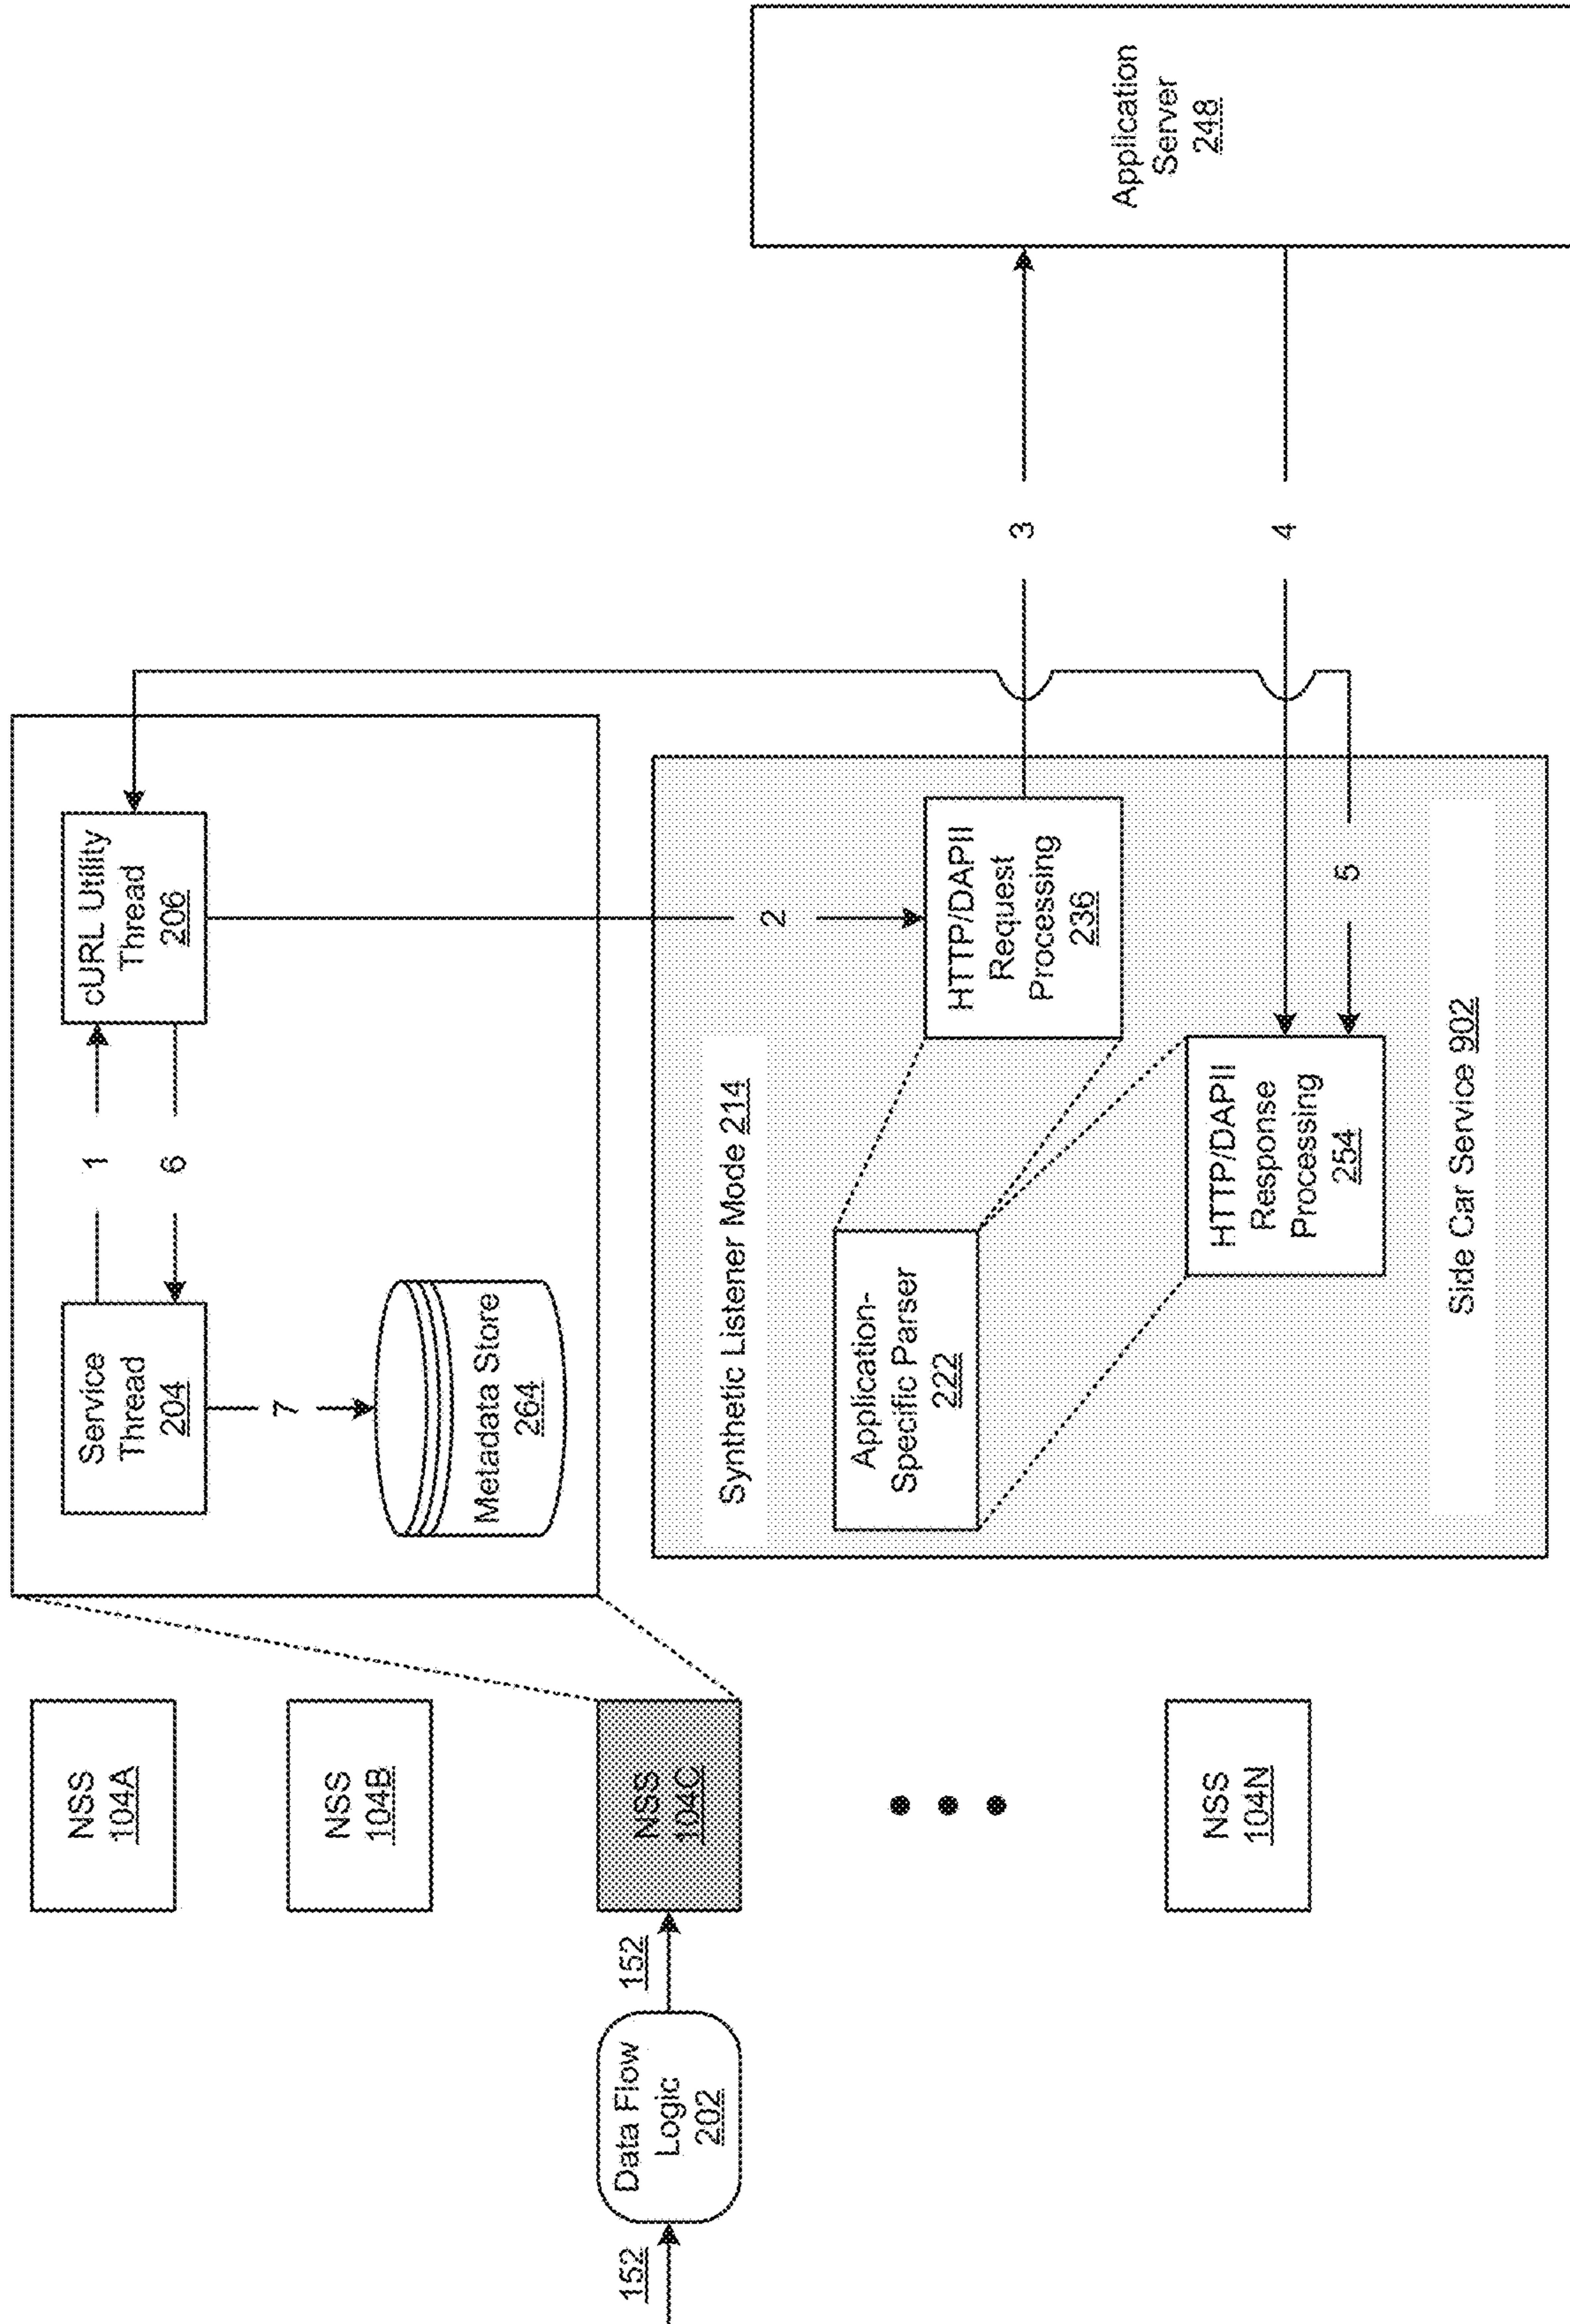 152
Data Flow
Logic
202
152
NSS
104A
NSS
104B
NSS
104C
NSS
104N
Service
Thread
204
1
6
cURL Utility
Thread
206
7
Metadata Store
264
2
Synthetic Listener Mode 214
Application-
Specific Parser
222
HTTP/DAPII
Request
Processing
236
HTTP/DAPII
Response
Processing
254
Side Car Service 902
5
3
4
Application
Server
248